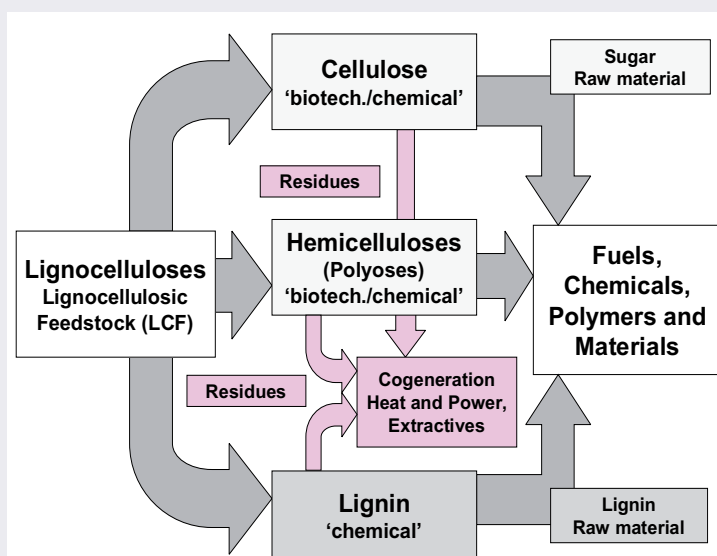 Cellulose
‘biotech./chemical’
Sugar
Raw material
Residues
Lignocelluloses
Lignocellulosic
Feedstock (LCF)
Hemicelluloses
(Polyoses)
‘biotech./chemical’
Fuels,
Chemicals,
Polymers and
Materials
Residues
Cogeneration
Heat and Power,
Extractives
Lignin
‘chemical’
Lignin
Raw material